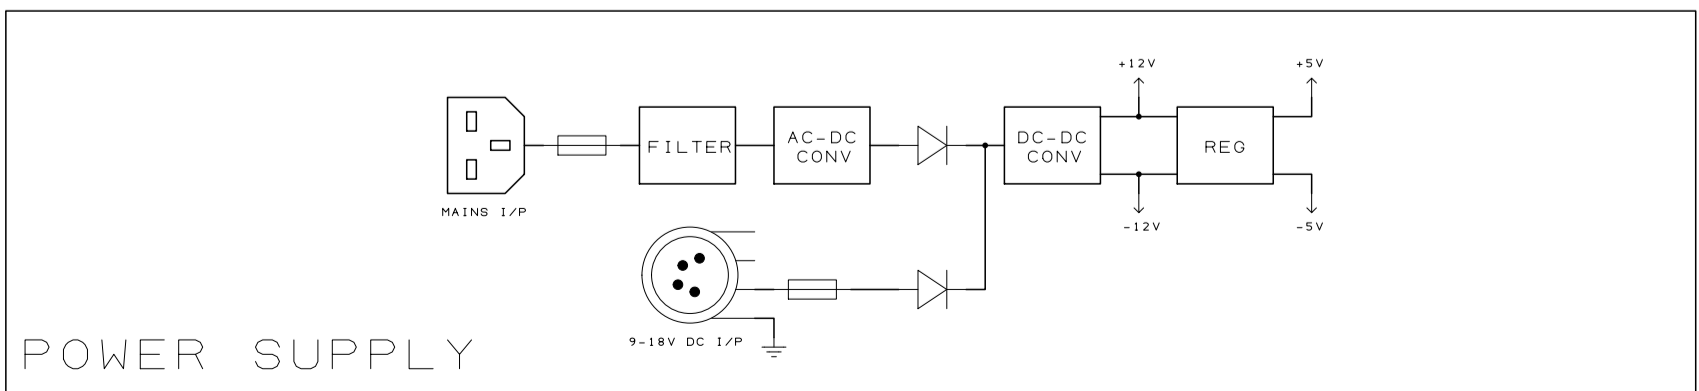 +12V
+5V
FILTER
AC-DC
CONV
DC-DC
CONV
REG
MAINS I/P
-12V
-5V
9-18V DC I/P
POWER SUPPLY